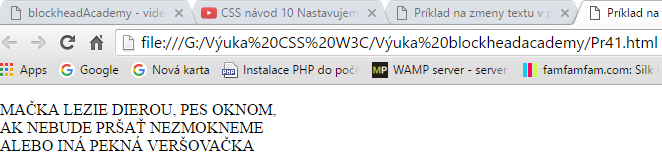 blockheadAcademy - vide
CSS návod 10 Nastavujem
Príklad na zmeny textu v p
Príklad na
file:///G:/Výuka%20CSS%20W3C/Výuka%20blockheadacademy/Pr41.html
Apps Google Nová karta Instalace PHP do poč WAMP server - server famfamfam.com: Silk
MAČKA LEZIE DIEROU, PES OKNOM,
AK NEBUDE PRŠAŤ NEZMOKNEME
ALEBO INÁ PEKNÁ VERŠOVAČKA